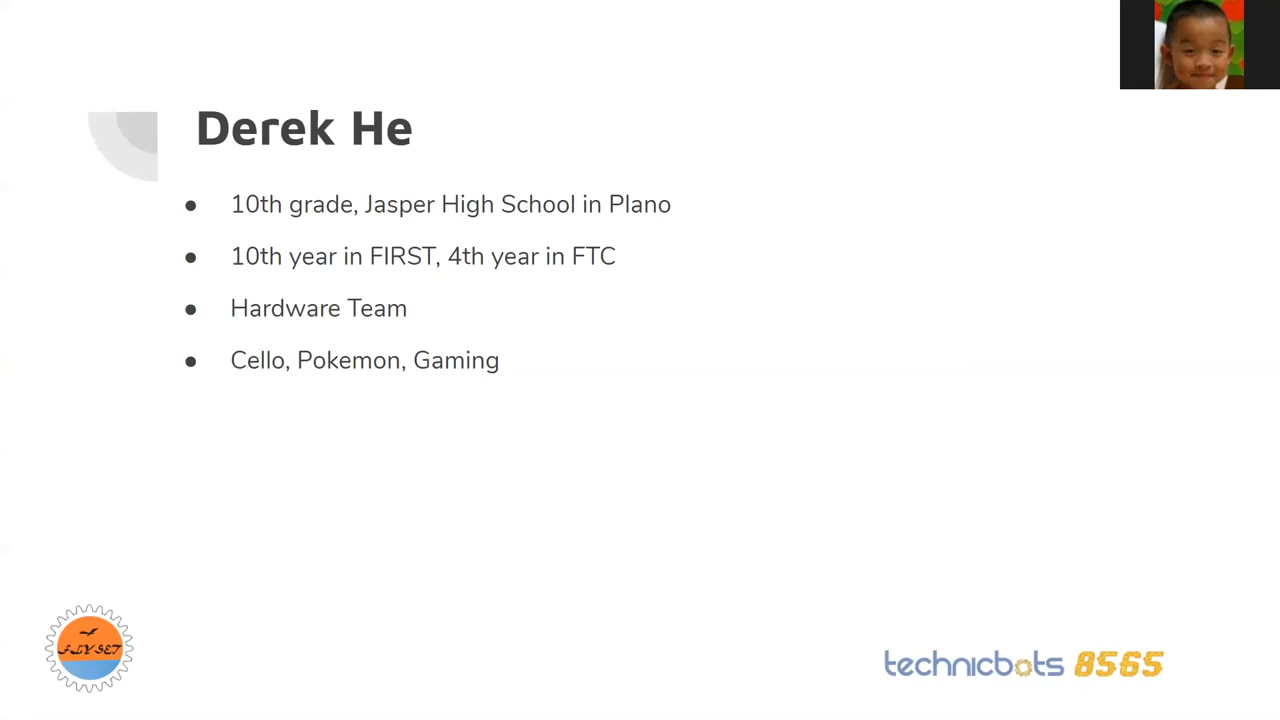 Derek He
● 10th grade, Jasper High School in Plano
● 10th year in FIRST, 4th year in FTC
● Hardware Team
● Cello, Pokemon, Gaming
FLYSET
technicbots 8565